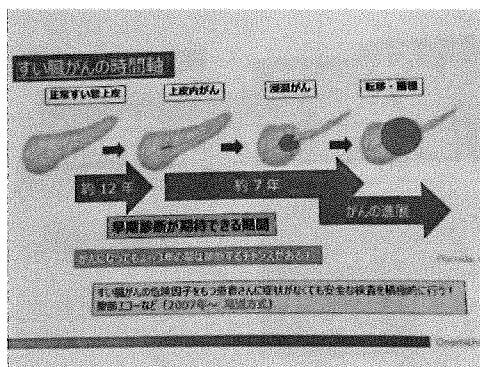 すい臓がんの時間軸
正常すい管上皮
上皮内がん
浸潤がん
転移・腫瘍
約 12 年
約 7 年
がんの進展
早期診断が期待できる期間
すい臓がんの危険因子をもつ患者さんに症状がなくても安全な検査を積極的に行う!
腹部エコーなど(2007年~ 尾道方式)